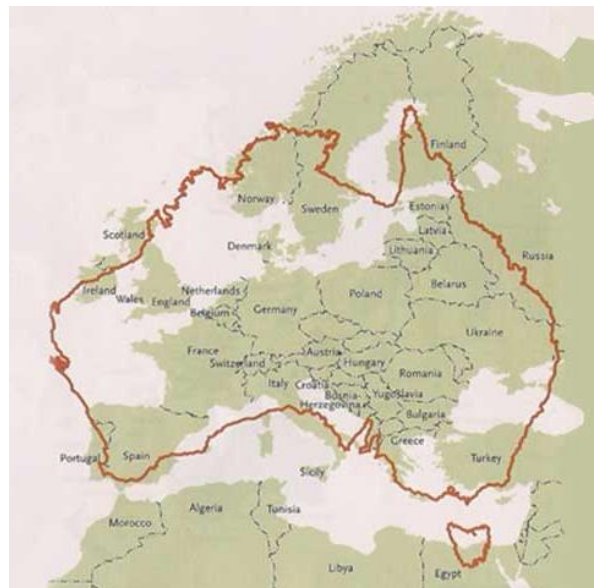 Finland
Norway
Sweden
Estonia
Latvia
Lithuania
Russia
Scotland
Denmark
Ireland
Wales
England
Netherlands
Belgium
Germany
Poland
Belarus
Ukraine
France
Switzerland
Austria
Hungary
Italy
Croatia
Bosnia-
Herzegovina
Yugoslavia
Romania
Bulgaria
Portugal
Spain
Greece
Turkey
Sicily
Morocco
Algeria
Tunisia
Libya
Egypt